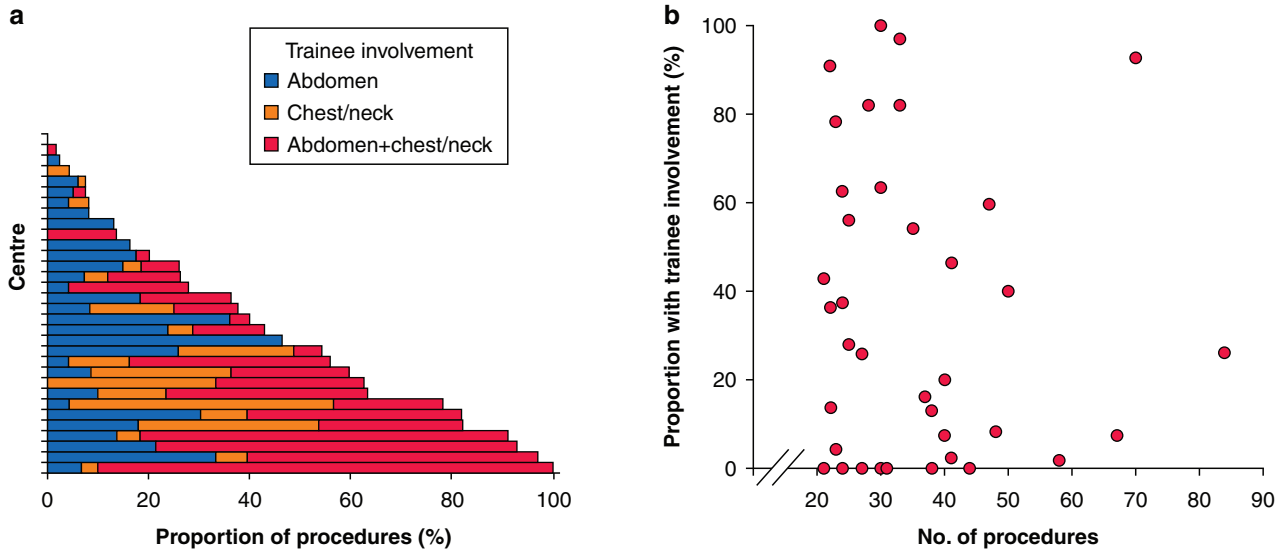 a
Trainee involvement
Abdomen
Chest/neck
Abdomen+chest/neck
Centre
0 20 40 60 80 100
Proportion of procedures (%)
b
Proportion with trainee involvement (%)
100
80
60
40
20
0
20 30 40 50 60 70 80 90
No. of procedures